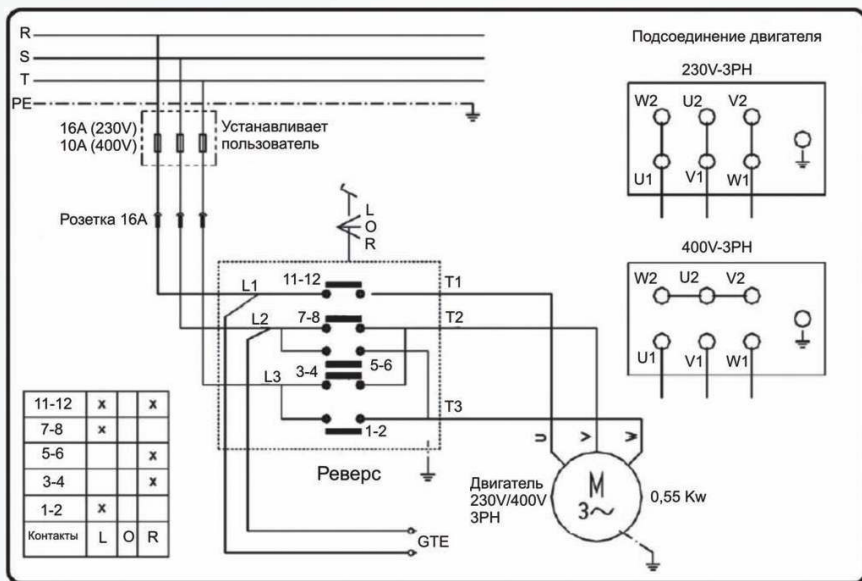 R
S
T
PE
16A (230V)
10A (400V)
Устанавливает
пользователь
Розетка 16A
L
O
R
L1
11-12
T1
L2
7-8
T2
5-6
L3
3-4
T3
1-2
Реверс
GTE
U
V
W
M
3~
Двигатель
230V/400V
3PH
0,55 Kw
11-12 x x
7-8 x
5-6 x
3-4 x
1-2 x
Контакты L O R
Подсоединение двигателя
230V-3PH
W2 U2 V2
U1 V1 W1
400V-3PH
W2 U2 V2
U1 V1 W1